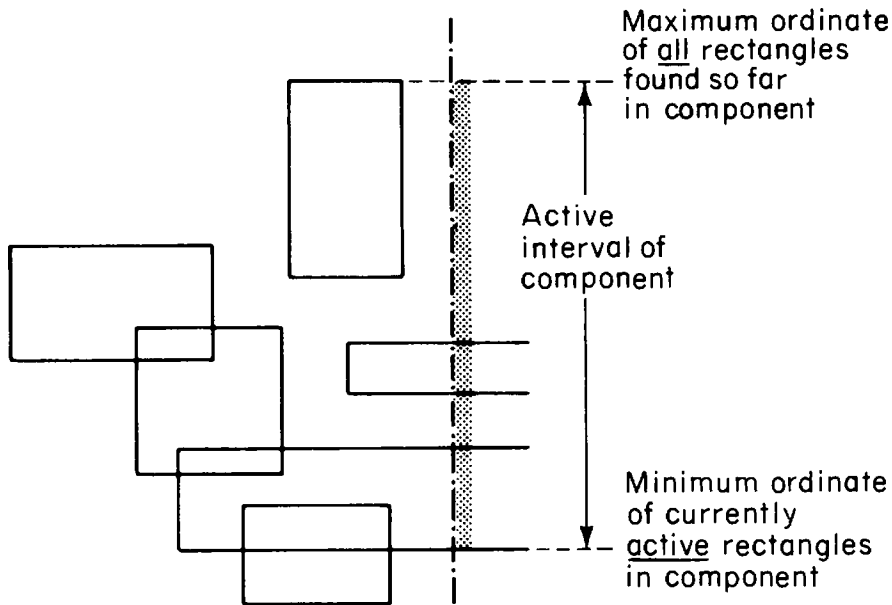 Maximum ordinate
of all rectangles
found so far
in component
Active
interval of
component
Minimum ordinate
of currently
active rectangles
in component